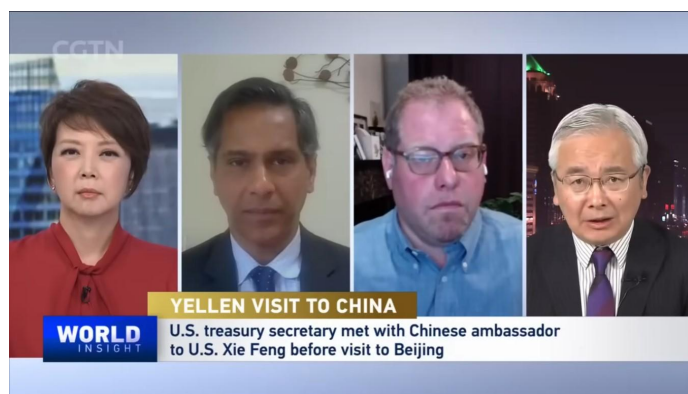 CGTN
YELLEN VISIT TO CHINA
WORLD
INSIGHT
U.S. treasury secretary met with Chinese ambassador
to U.S. Xie Feng before visit to Beijing